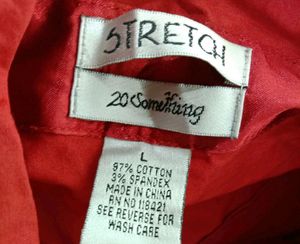 STRETCH
20 Something
L
97% COTTON
3% SPANDEX
MADE IN CHINA
RN NO 118421
SEE REVERSE FOR
WASH CARE